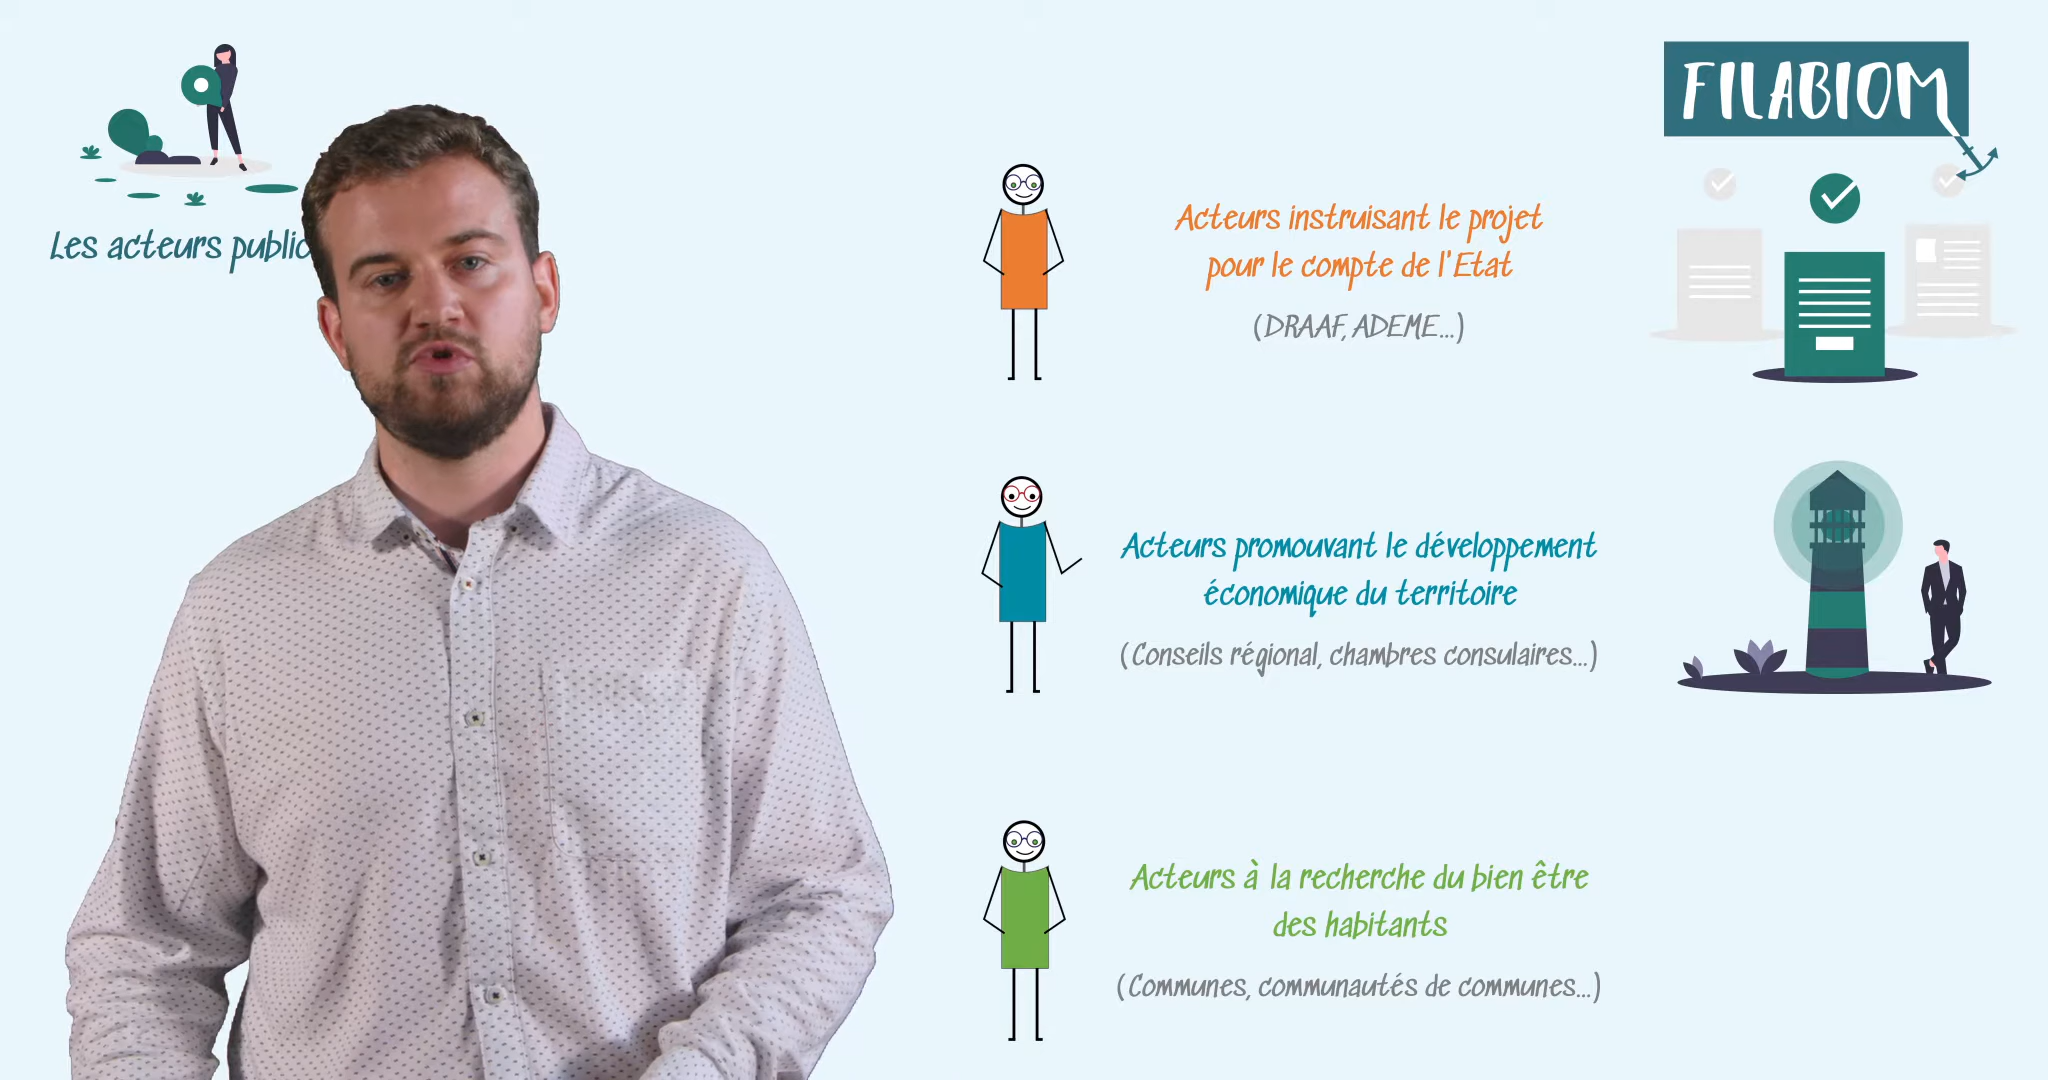 FILABIOM
Les acteurs public
Acteurs instruisant le projet
pour le compte de l'Etat
(DRAAF, ADEME...)
Acteurs promouvant le développement
économique du territoire
(Conseils régional, chambres consulaires...)
Acteurs à la recherche du bien être
des habitants
(Communes, communautés de communes...)